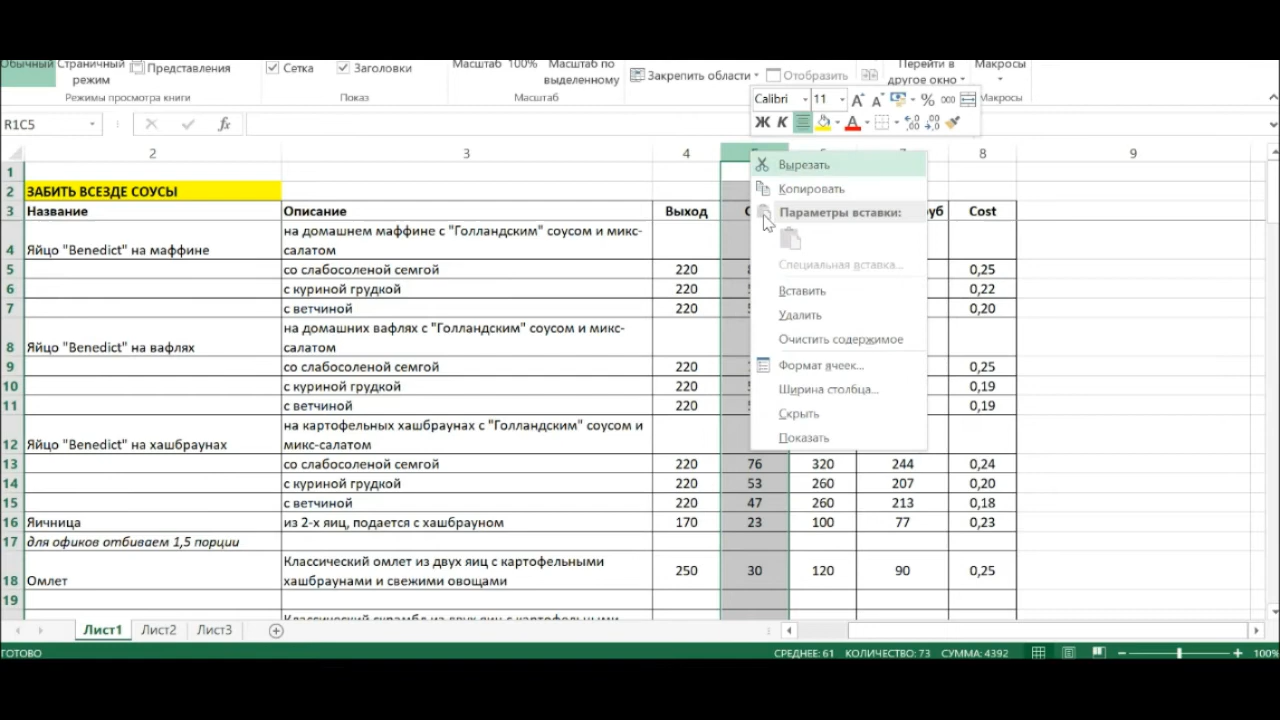 Обычный Страничный режим Представления
Сетка Заголовки
Масштаб 100% Масштаб по выделенному
Закрепить области Отобразить Перейти в другое окно Макросы
Режимы просмотра книги Показ Масштаб Макросы
Calibri 11 % 000
Ж К А
R1C5 fx
2 3 4 7 8 9
1
2 ЗАБИТЬ ВСЕЗДЕ СОУСЫ
3 Название Описание Выход руб Cost
на домашнем маффине с "Голландским" соусом и микс-
4 Яйцо "Benedict" на маффине салатом
5 со слабосоленой семгой 220 0,25
6 с куриной грудкой 220 0,22
7 с ветчиной 220 0,20
на домашних вафлях с "Голландским" соусом и микс-
8 Яйцо "Benedict" на вафлях салатом
9 со слабосоленой семгой 220 0,25
10 с куриной грудкой 220 0,19
11 с ветчиной 220 0,19
на картофельных хашбраунах с "Голландским" соусом и
12 Яйцо "Benedict" на хашбраунах микс-салатом
13 со слабосоленой семгой 220 76 320 244 0,24
14 с куриной грудкой 220 53 260 207 0,20
15 с ветчиной 220 47 260 213 0,18
16 Яичница из 2-х яиц, подается с хашбрауном 170 23 100 77 0,23
17 для офиков отбиваем 1,5 порции
Классический омлет из двух яиц с картофельными
18 Омлет хашбраунами и свежими овощами 250 30 120 90 0,25
19
Классический скрамбл из двух яиц с картофельными
Вырезать
Копировать
Параметры вставки:
Специальная вставка...
Вставить
Удалить
Очистить содержимое
Формат ячеек...
Ширина столбца...
Скрыть
Показать
Лист1 Лист2 Лист3
ГОТОВО СРЕДНЕЕ: 61 КОЛИЧЕСТВО: 73 СУММА: 4392 100%